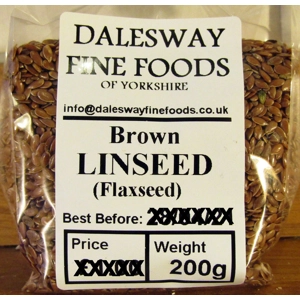 DALESWAY
FINE FOODS
OF YORKSHIRE
info@daleswayfinefoods.co.uk
Brown
LINSEED
(Flaxseed)
Best Before:
Price
Weight
200g